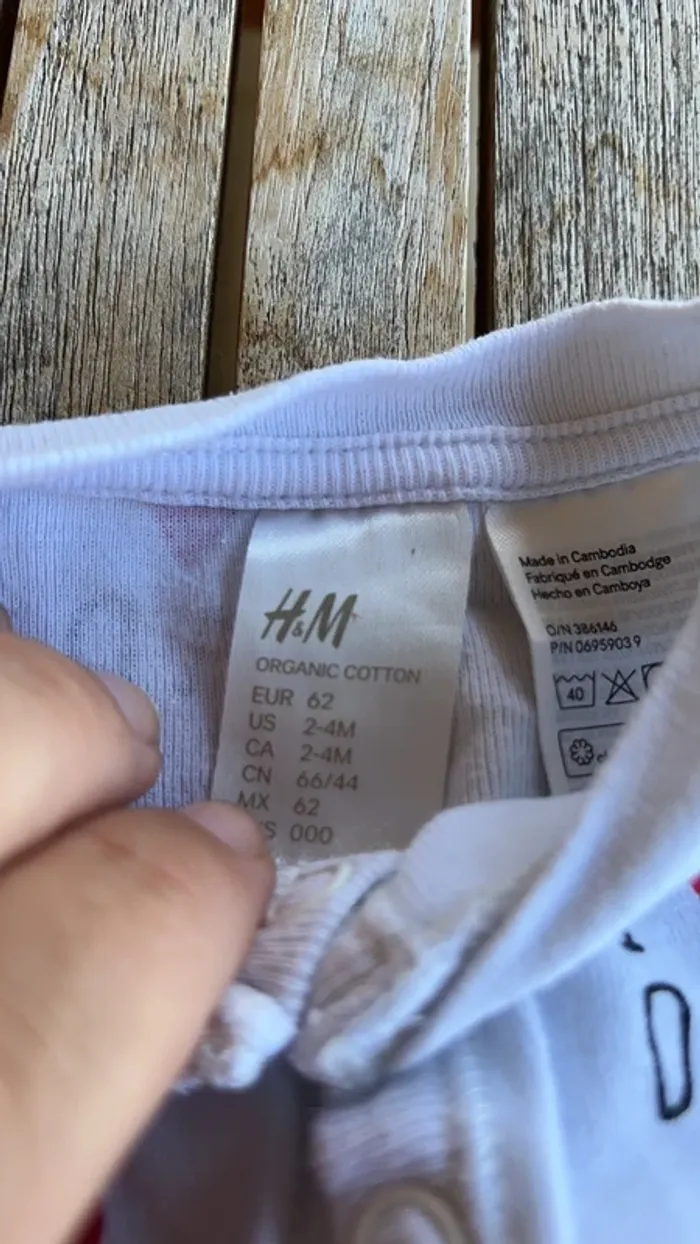 H&M
ORGANIC COTTON
EUR 62
US 2-4M
CA 2-4M
CN 66/44
MX 62
S 000
Made in Cambodia
Fabriqué en Cambodge
Hecho en Camboya
O/N 386146
P/N 0695903 9
40
D